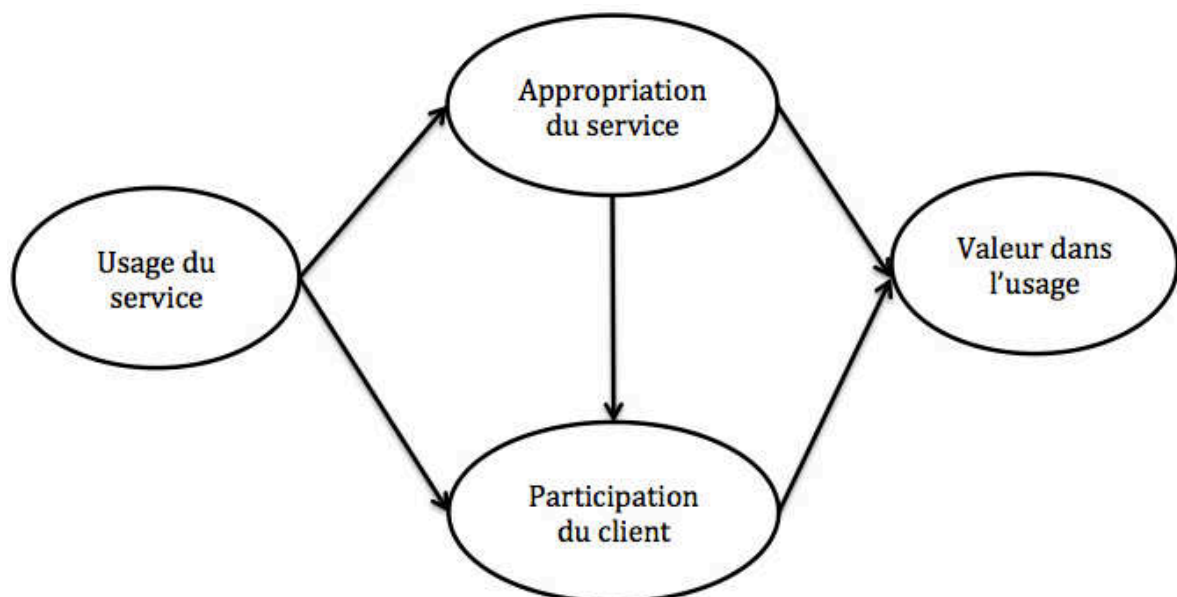 Appropriation
du service
Usage du
service
Valeur dans
l’usage
Participation
du client